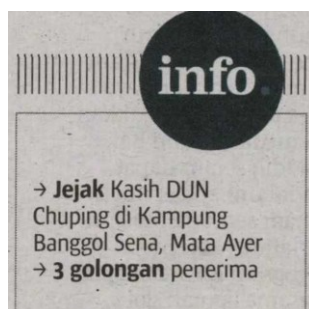 info.
→ Jejak Kasih DUN
Chuping di Kampung
Banggol Sena, Mata Ayer
→ 3 golongan penerima